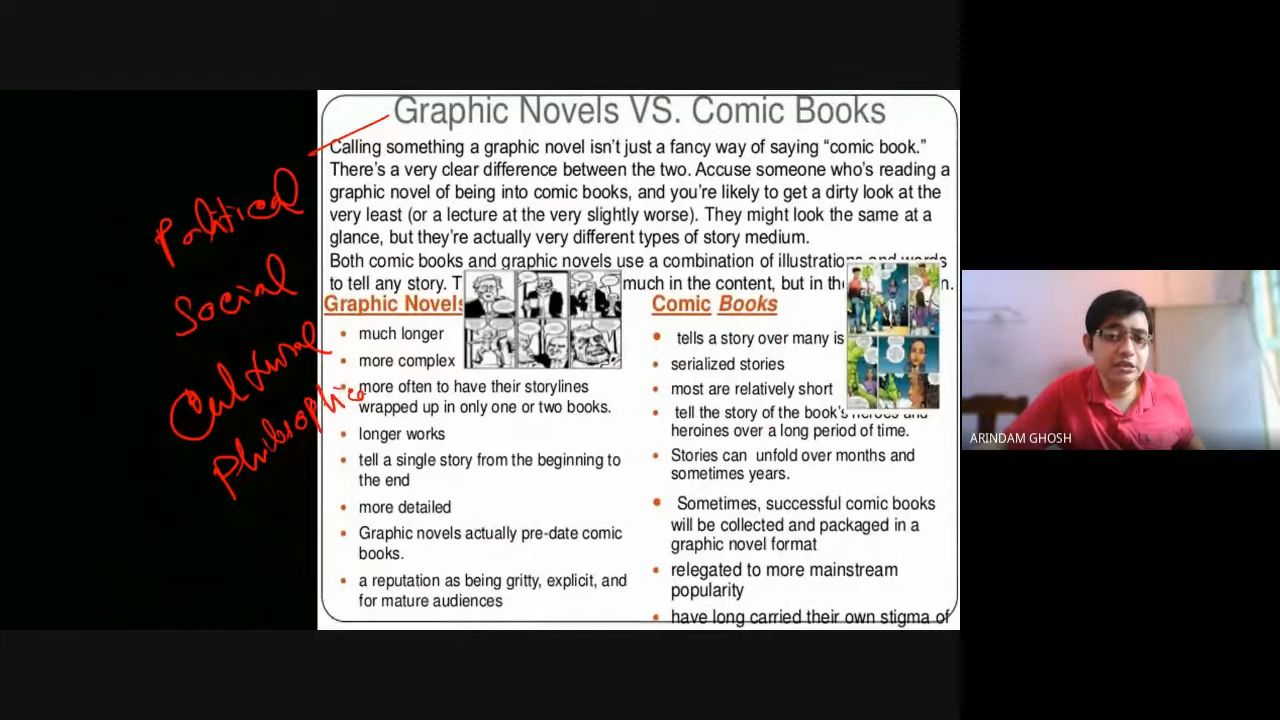 Graphic Novels VS. Comic Books
Calling something a graphic novel isn’t just a fancy way of saying “comic book.”
There’s a very clear difference between the two. Accuse someone who’s reading a
graphic novel of being into comic books, and you’re likely to get a dirty look at the
very least (or a lecture at the very slightly worse). They might look the same at a
glance, but they’re actually very different types of story medium.
Both comic books and graphic novels use a combination of illustrations and words
to tell any story. much in the content, but in
Graphic Novels
• much longer
• more complex
• more often to have their storylines
wrapped up in only one or two books.
• longer works
• tell a single story from the beginning to
the end
• more detailed
• Graphic novels actually pre-date comic
books.
• a reputation as being gritty, explicit, and
for mature audiences
Comic Books
• tells a story over many
• serialized stories
• most are relatively short
• tell the story of the book’s heroes and
heroines over a long period of time.
• Stories can unfold over months and
sometimes years.
• Sometimes, successful comic books
will be collected and packaged in a
graphic novel format
• relegated to more mainstream
popularity
• have long carried their own stigma of
Political
Social
Cultural
Philosophic
ARINDAM GHOSH